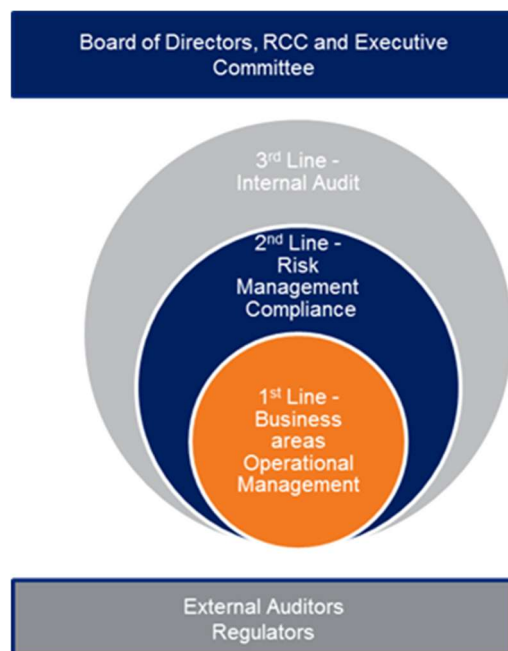 Board of Directors, RCC and Executive
Committee
3rd Line -
Internal Audit
2nd Line -
Risk
Management
Compliance
1st Line -
Business
areas
Operational
Management
External Auditors
Regulators